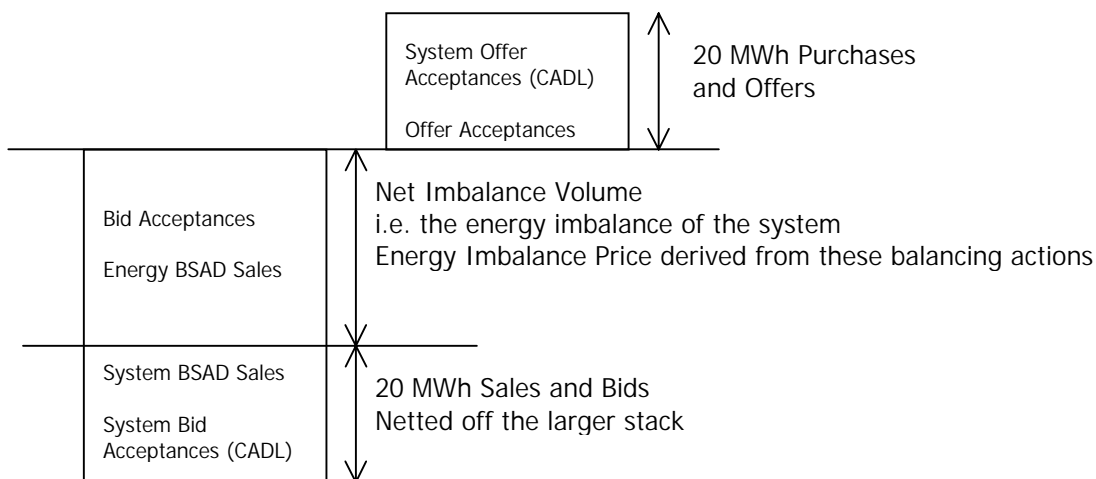 System Offer
Acceptances (CADL)
Offer Acceptances
20 MWh Purchases
and Offers
Bid Acceptances
Energy BSAD Sales
Net Imbalance Volume
i.e. the energy imbalance of the system
Energy Imbalance Price derived from these balancing actions
System BSAD Sales
System Bid
Acceptances (CADL)
20 MWh Sales and Bids
Netted off the larger stack